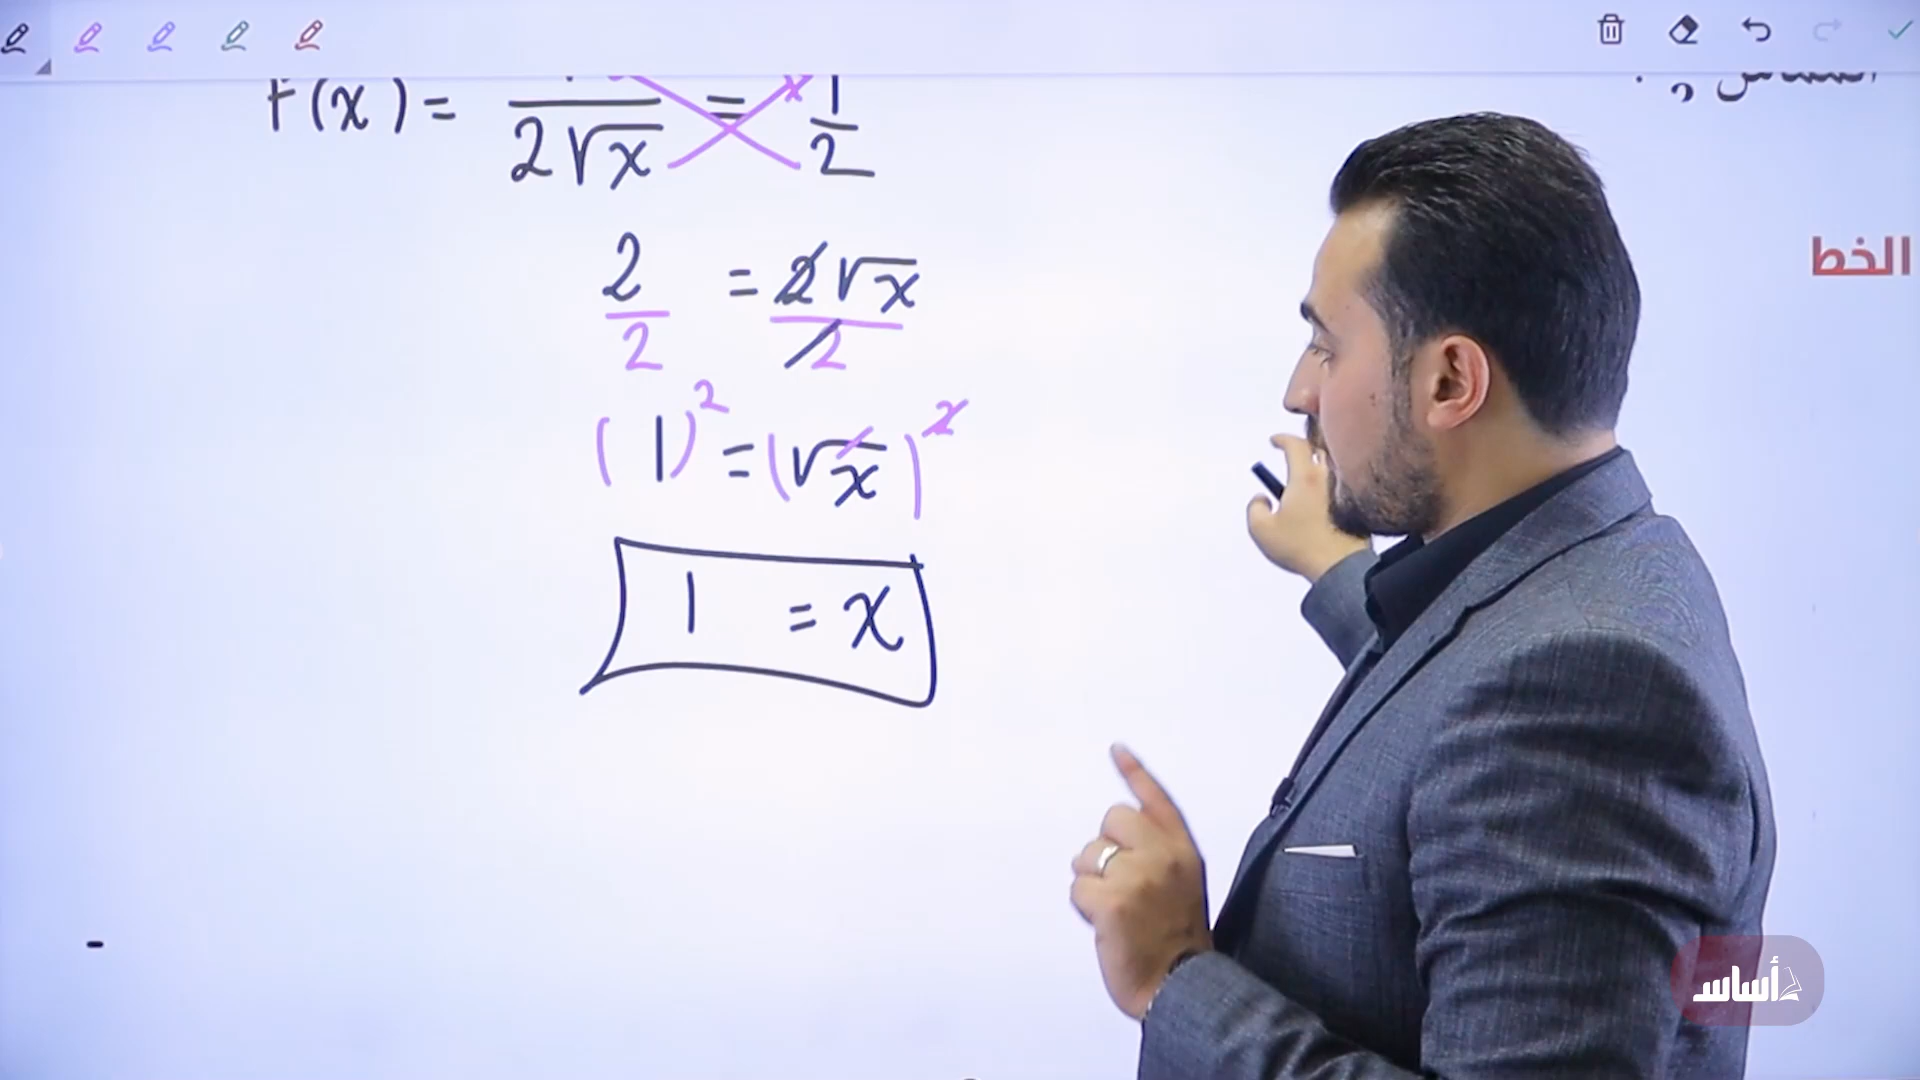 F(x) = 1/(2√x) = 1/2
الخط
2/2 = 2√x/2
(1)² = (√x)²
1 = x
أساس